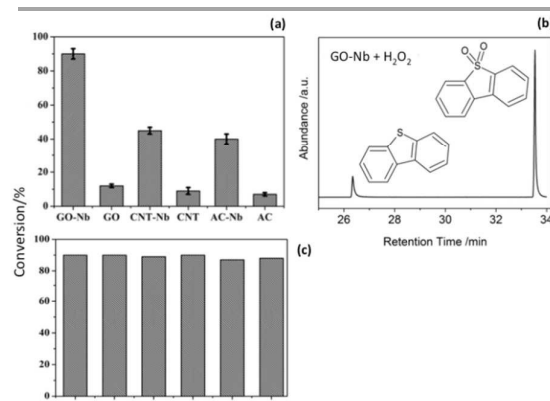 (a)
100
80
60
40
20
0
GO-Nb GO CNT-Nb CNT AC-Nb AC
(b)
GO-Nb + H₂O₂
O O
S
S
Abundance /a.u.
26 28 30 32 34
Retention Time /min
(c)
100
80
60
40
20
0
Conversion/%